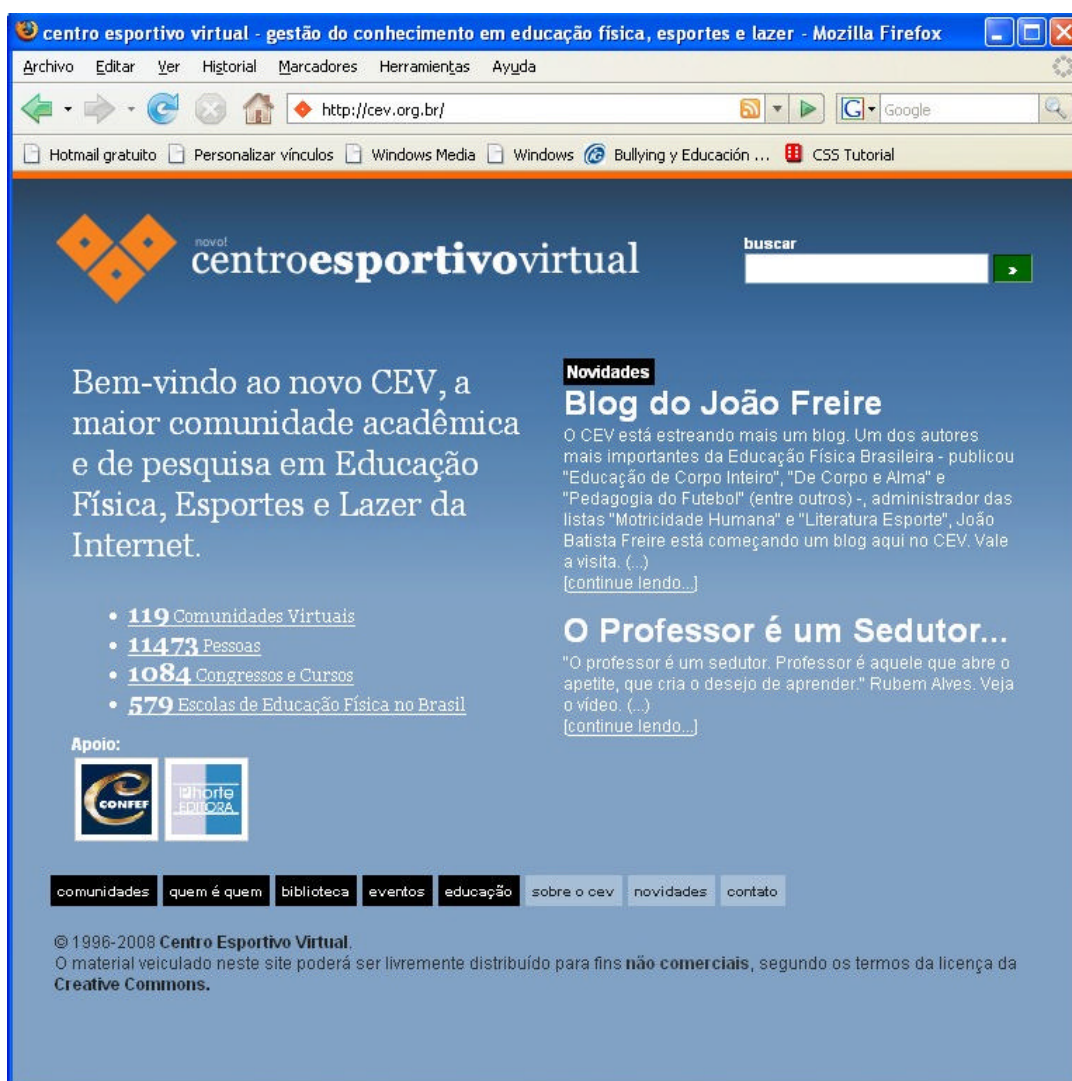 centro esportivo virtual - gestão do conhecimento em educação física, esportes e lazer - Mozilla Firefox
Archivo Editar Ver Historial Marcadores Herramientas Ayuda
http://cev.org.br/
Google
Hotmail gratuito Personalizar vínculos Windows Media Windows Bullying y Educación ... CSS Tutorial
novo!
centroesportivovirtual
buscar
»
Bem-vindo ao novo CEV, a
maior comunidade acadêmica
e de pesquisa em Educação
Física, Esportes e Lazer da
Internet.
• 119 Comunidades Virtuais
• 11473 Pessoas
• 1084 Congressos e Cursos
• 579 Escolas de Educação Física no Brasil
Apoio:
CONFEF
Phorte
EDITORA
Novidades
Blog do João Freire
O CEV está estreando mais um blog. Um dos autores
mais importantes da Educação Física Brasileira - publicou
"Educação de Corpo Inteiro", "De Corpo e Alma" e
"Pedagogia do Futebol" (entre outros) -, administrador das
listas "Motricidade Humana" e "Literatura Esporte", João
Batista Freire está começando um blog aqui no CEV. Vale
a visita. (...)
[continue lendo...]
O Professor é um Sedutor...
"O professor é um sedutor. Professor é aquele que abre o
apetite, que cria o desejo de aprender." Rubem Alves. Veja
o vídeo. (...)
[continue lendo...]
comunidades quem é quem biblioteca eventos educação sobre o cev novidades contato
© 1996-2008 Centro Esportivo Virtual.
O material veiculado neste site poderá ser livremente distribuído para fins não comerciais, segundo os termos da licença da
Creative Commons.